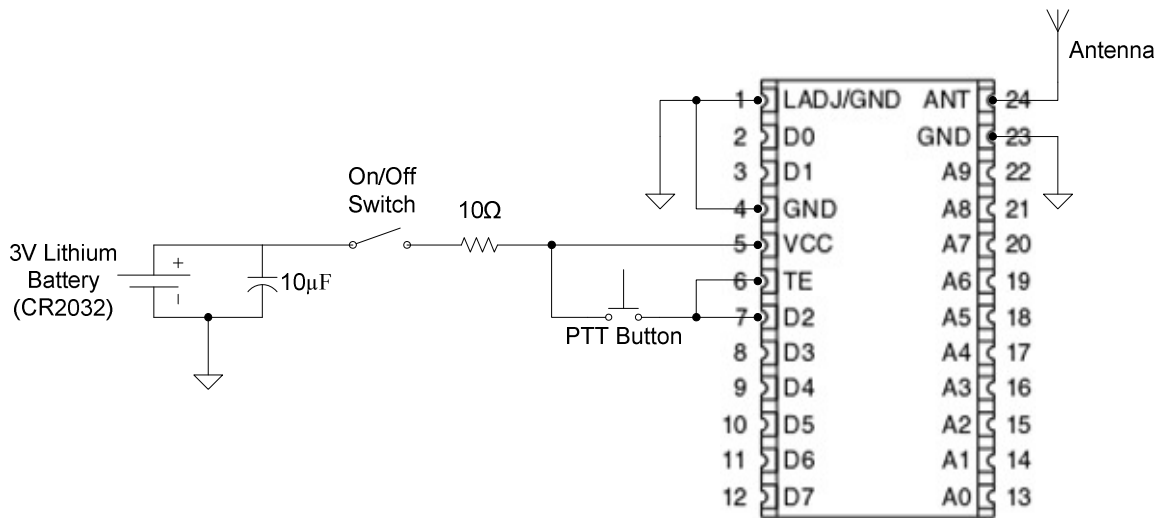 Antenna
1 LADJ/GND ANT 24
2 D0 GND 23
3 D1 A9 22
On/Off
Switch
10Ω
4 GND A8 21
3V Lithium
Battery
(CR2032)
+
–
10µF
5 VCC A7 20
6 TE A6 19
PTT Button
7 D2 A5 18
8 D3 A4 17
9 D4 A3 16
10 D5 A2 15
11 D6 A1 14
12 D7 A0 13